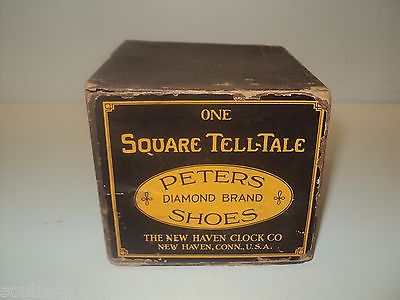 ONE
SQUARE TELL-TALE
PETERS
DIAMOND BRAND
SHOES
THE NEW HAVEN CLOCK CO
NEW HAVEN, CONN., U.S.A.